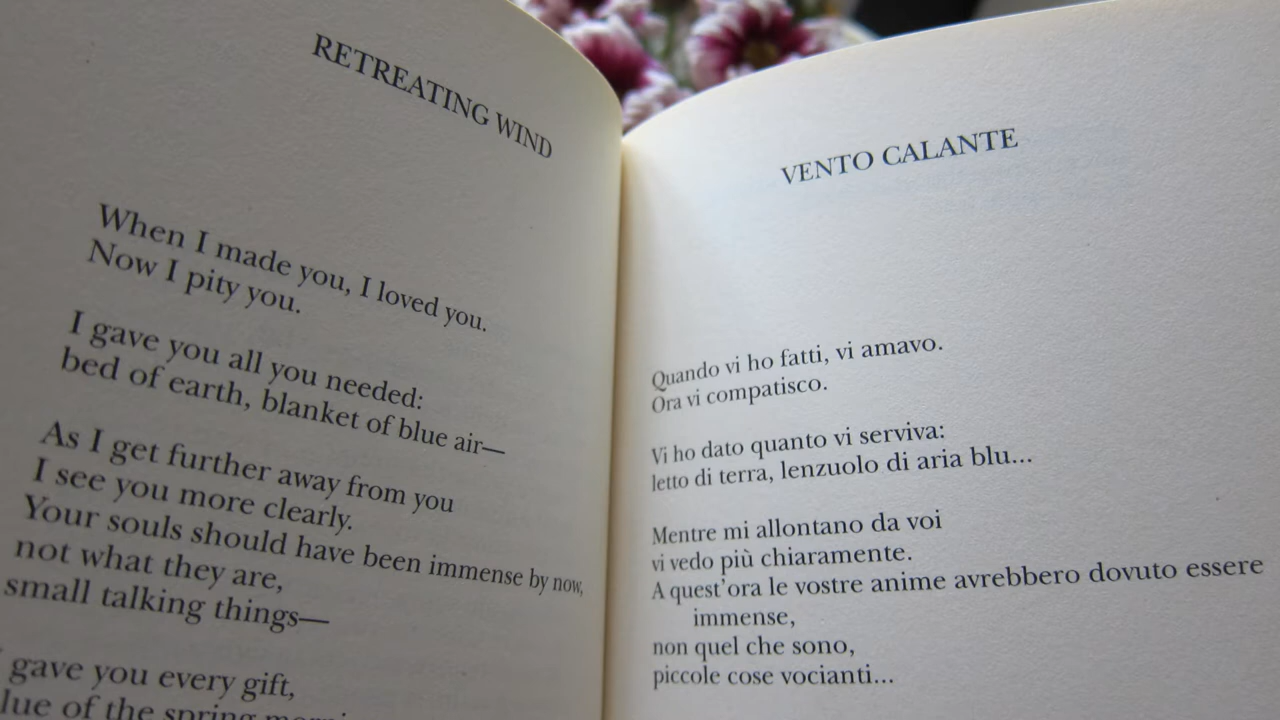 RETREATING WIND
When I made you, I loved you.
Now I pity you.
I gave you all you needed:
bed of earth, blanket of blue air—
As I get further away from you
I see you more clearly.
Your souls should have been immense by now,
not what they are,
small talking things—
gave you every gift,
of the spring
VENTO CALANTE
Quando vi ho fatti, vi amavo.
Ora vi compatisco.
Vi ho dato quanto vi serviva:
letto di terra, lenzuolo di aria blu...
Mentre mi allontano da voi
vi vedo più chiaramente.
A quest'ora le vostre anime avrebbero dovuto essere
immense,
non quel che sono,
piccole cose vocianti...